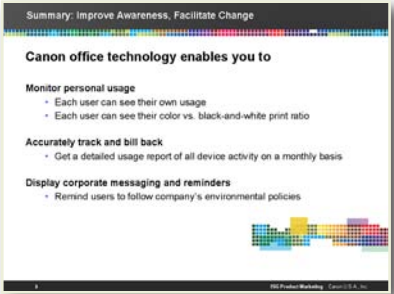 Summary: Improve Awareness, Facilitate Change
Canon office technology enables you to
Monitor personal usage
• Each user can see their own usage
• Each user can see their color vs. black-and-white print ratio
Accurately track and bill back
• Get a detailed usage report of all device activity on a monthly basis
Display corporate messaging and reminders
• Remind users to follow company's environmental policies
Product Marketing Canon U.S.A., Inc.